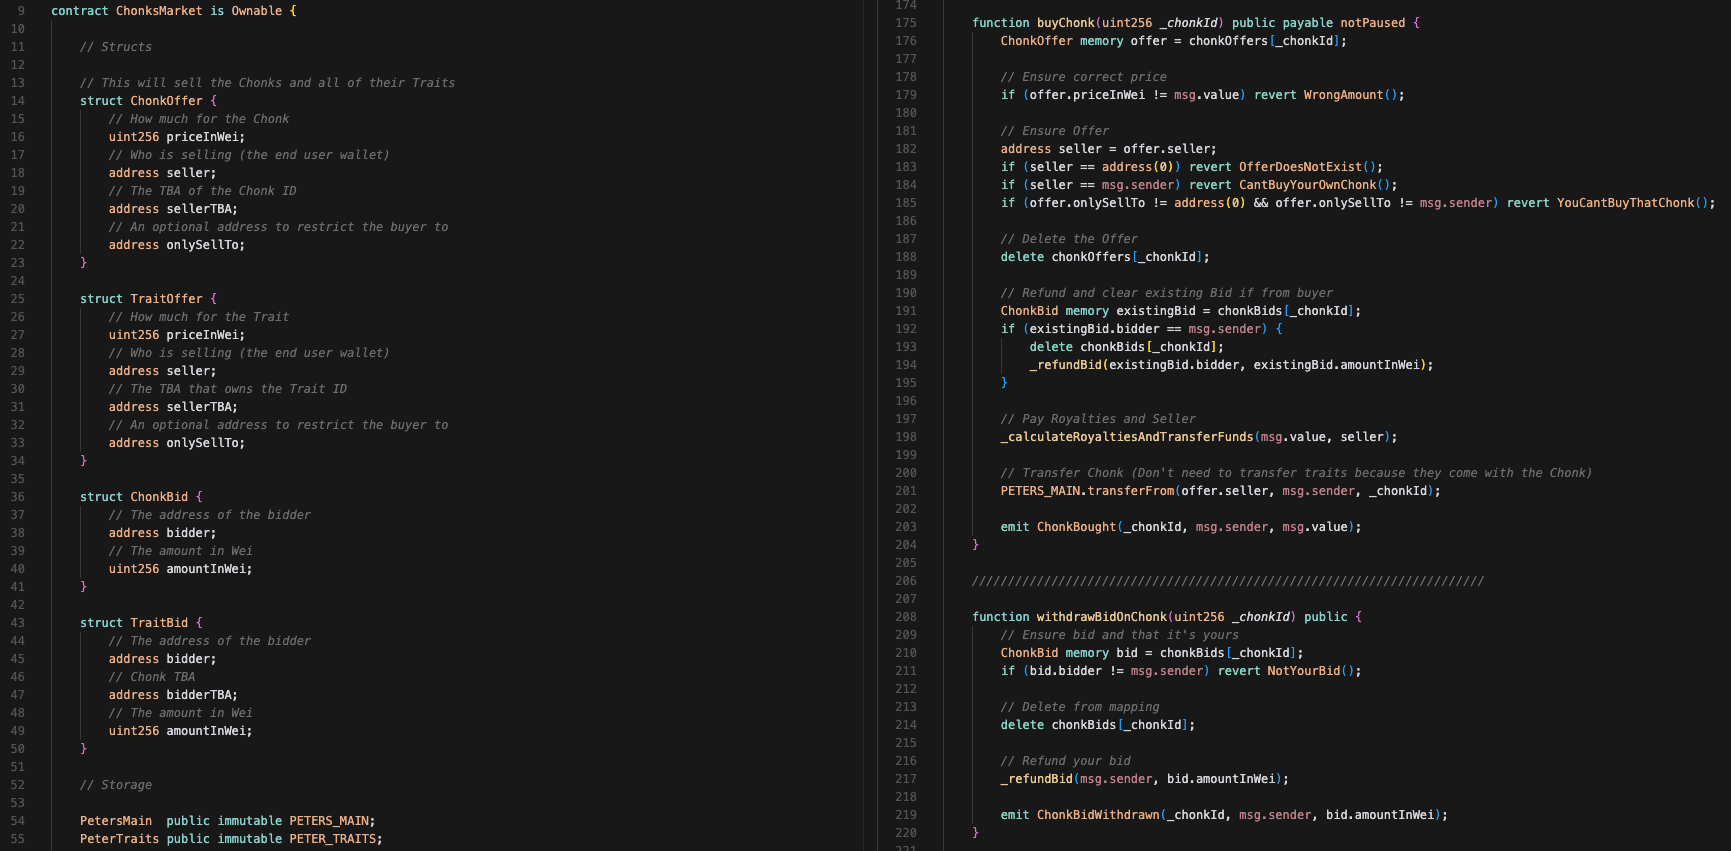 9 contract ChonksMarket is Ownable {
10
11 // Structs
12
13 // This will sell the Chonks and all of their Traits
14 struct ChonkOffer {
15 // How much for the Chonk
16 uint256 priceInWei;
17 // Who is selling (the end user wallet)
18 address seller;
19 // The TBA of the Chonk ID
20 address sellerTBA;
21 // An optional address to restrict the buyer to
22 address onlySellTo;
23 }
24
25 struct TraitOffer {
26 // How much for the Trait
27 uint256 priceInWei;
28 // Who is selling (the end user wallet)
29 address seller;
30 // The TBA that owns the Trait ID
31 address sellerTBA;
32 // An optional address to restrict the buyer to
33 address onlySellTo;
34 }
35
36 struct ChonkBid {
37 // The address of the bidder
38 address bidder;
39 // The amount in Wei
40 uint256 amountInWei;
41 }
42
43 struct TraitBid {
44 // The address of the bidder
45 address bidder;
46 // Chonk TBA
47 address bidderTBA;
48 // The amount in Wei
49 uint256 amountInWei;
50 }
51
52 // Storage
53
54 PetersMain public immutable PETERS_MAIN;
55 PeterTraits public immutable PETER_TRAITS;
174
175 function buyChonk(uint256 _chonkId) public payable notPaused {
176 ChonkOffer memory offer = chonkOffers[_chonkId];
177
178 // Ensure correct price
179 if (offer.priceInWei != msg.value) revert WrongAmount();
180
181 // Ensure Offer
182 address seller = offer.seller;
183 if (seller == address(0)) revert OfferDoesNotExist();
184 if (seller == msg.sender) revert CantBuyYourOwnChonk();
185 if (offer.onlySellTo != address(0) && offer.onlySellTo != msg.sender) revert YouCantBuyThatChonk();
186
187 // Delete the Offer
188 delete chonkOffers[_chonkId];
189
190 // Refund and clear existing Bid if from buyer
191 ChonkBid memory existingBid = chonkBids[_chonkId];
192 if (existingBid.bidder == msg.sender) {
193 delete chonkBids[_chonkId];
194 _refundBid(existingBid.bidder, existingBid.amountInWei);
195 }
196
197 // Pay Royalties and Seller
198 _calculateRoyaltiesAndTransferFunds(msg.value, seller);
199
200 // Transfer Chonk (Don't need to transfer traits because they come with the Chonk)
201 PETERS_MAIN.transferFrom(offer.seller, msg.sender, _chonkId);
202
203 emit ChonkBought(_chonkId, msg.sender, msg.value);
204 }
205
206 ///////////////////////////////////////////////////////////////////////
207
208 function withdrawBidOnChonk(uint256 _chonkId) public {
209 // Ensure bid and that it's yours
210 ChonkBid memory bid = chonkBids[_chonkId];
211 if (bid.bidder != msg.sender) revert NotYourBid();
212
213 // Delete from mapping
214 delete chonkBids[_chonkId];
215
216 // Refund your bid
217 _refundBid(msg.sender, bid.amountInWei);
218
219 emit ChonkBidWithdrawn(_chonkId, msg.sender, bid.amountInWei);
220 }
221